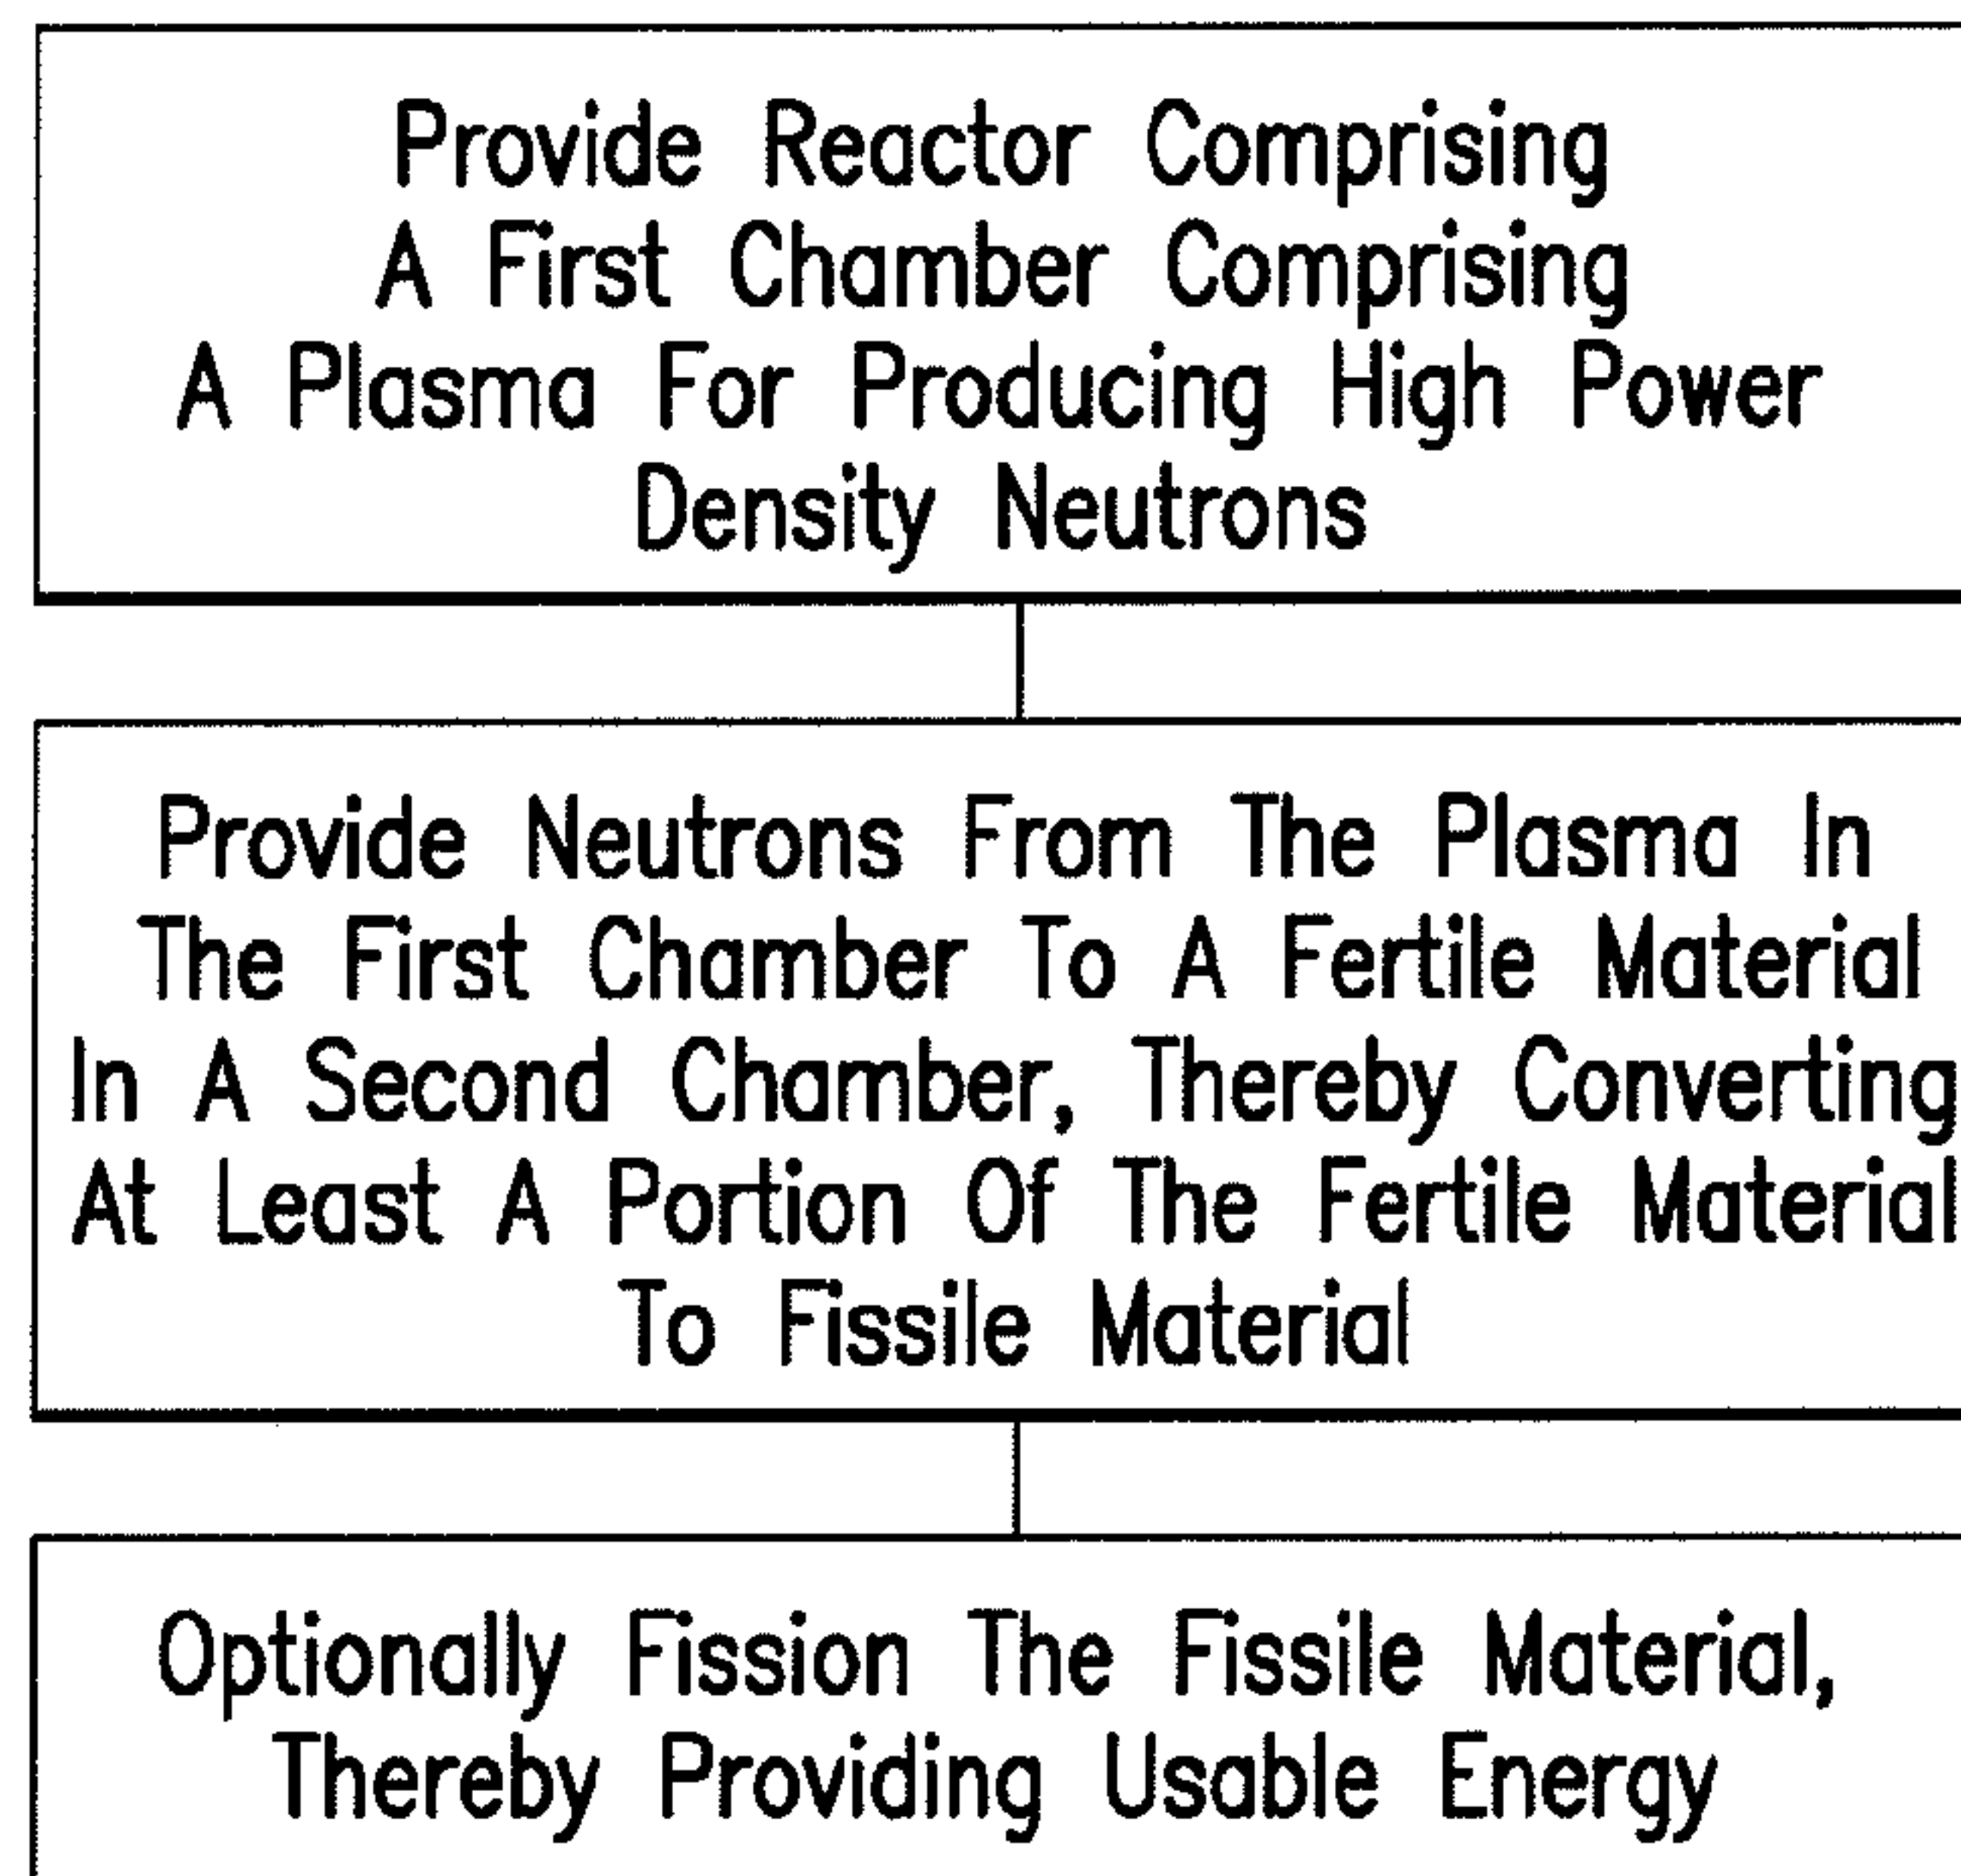 Provide Reactor Comprising
A First Chamber Comprising
A Plasma For Producing High Power
Density Neutrons
Provide Neutrons From The Plasma In
The First Chamber To A Fertile Material
In A Second Chamber, Thereby Converting
At Least A Portion Of The Fertile Material
To Fissile Material
Optionally Fission The Fissile Material,
Thereby Providing Usable Energy